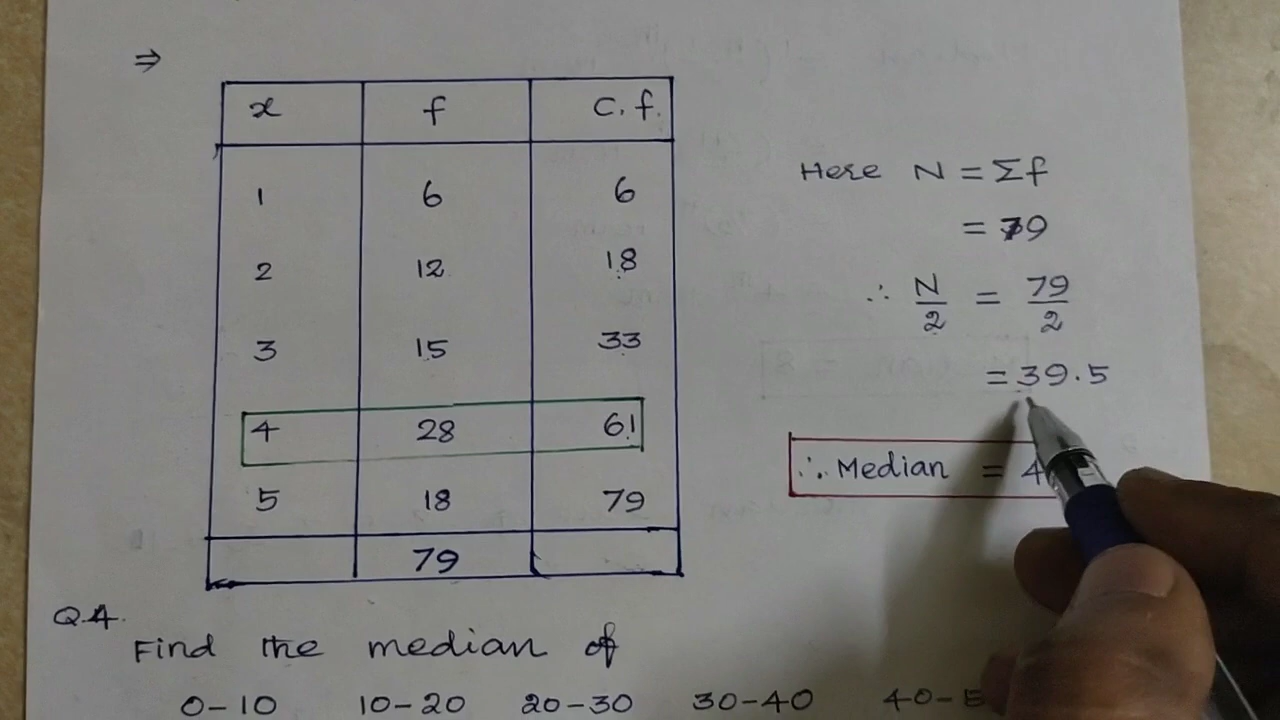 ⇒
x f C.f.
1 6 6
2 12 18
3 15 33
4 28 61
5 18 79
79
Here N = Σf
= 79
∴ N/2 = 79/2
= 39.5
∴ Median = 4
Q.4.
Find the median of
0-10 10-20 20-30 30-40 40-